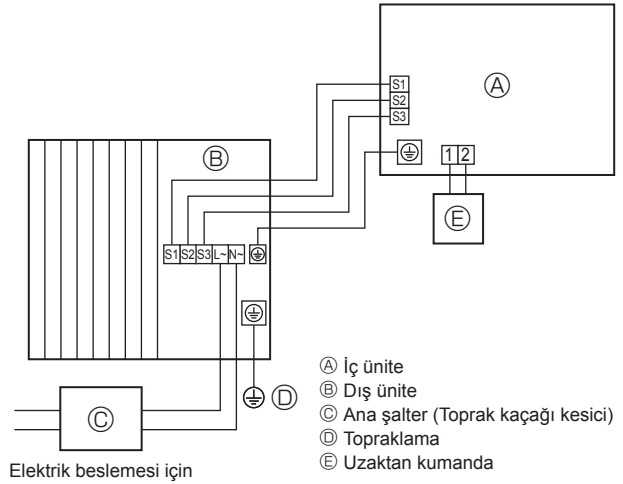 Ⓐ
S1
S2
S3
1 2
Ⓔ
Ⓑ
S1 S2 S3 L~ N~
Ⓓ
Ⓒ
Elektrik beslemesi için
Ⓐ İç ünite
Ⓑ Dış ünite
Ⓒ Ana şalter (Toprak kaçağı kesici)
Ⓓ Topraklama
Ⓔ Uzaktan kumanda